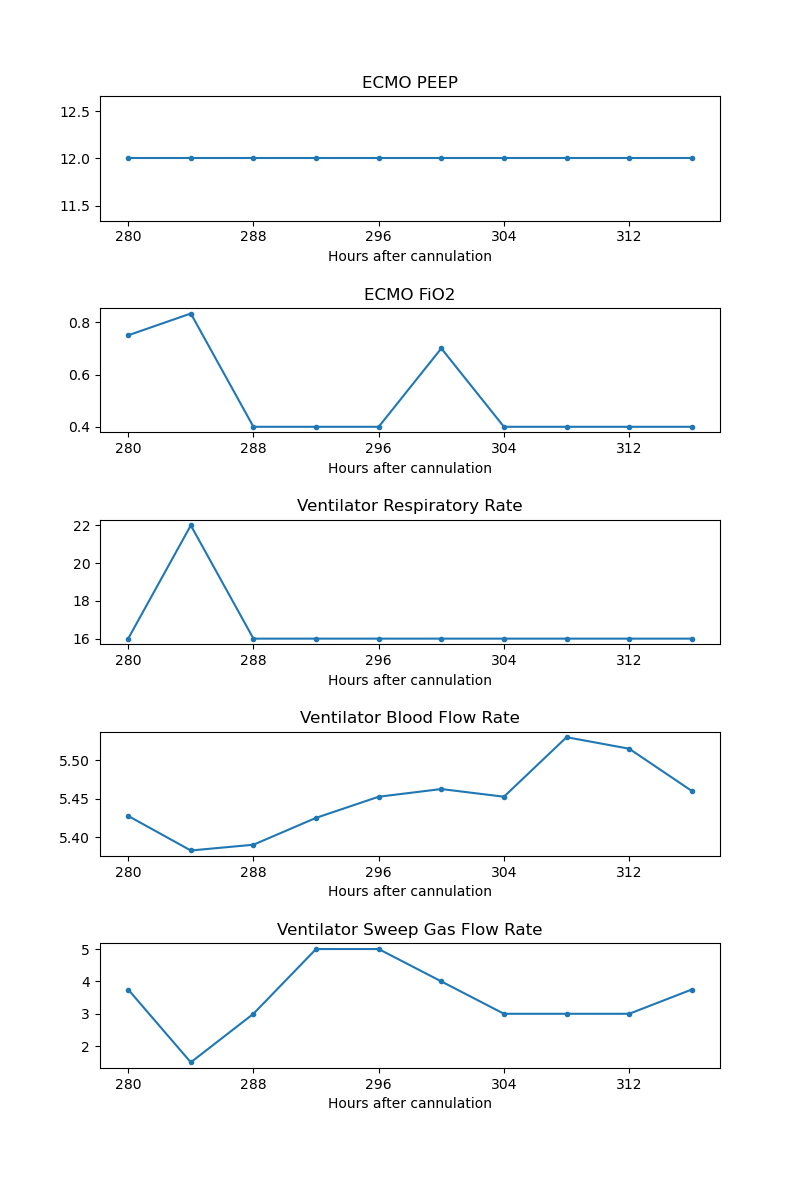 ECMO PEEP
12.5
12.0
11.5
280 288 296 304 312
Hours after cannulation
ECMO FiO2
0.8
0.6
0.4
280 288 296 304 312
Hours after cannulation
Ventilator Respiratory Rate
22
20
18
16
280 288 296 304 312
Hours after cannulation
Ventilator Blood Flow Rate
5.50
5.45
5.40
280 288 296 304 312
Hours after cannulation
Ventilator Sweep Gas Flow Rate
5
4
3
2
280 288 296 304 312
Hours after cannulation